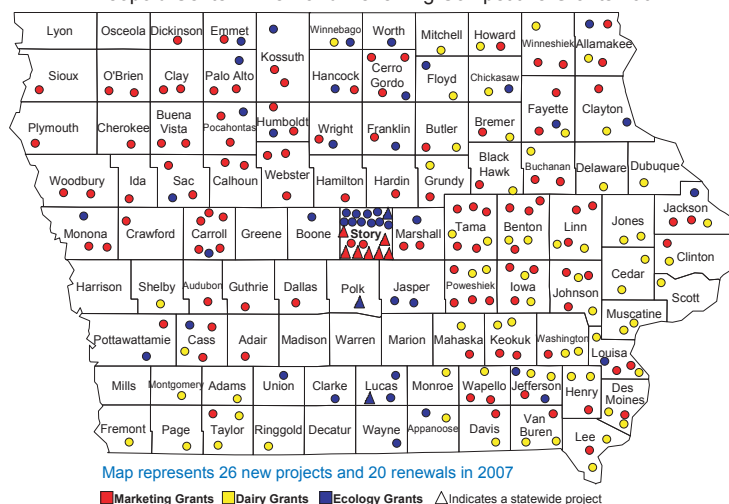 Lyon Osceola Dickinson Emmet Winnebago Worth Mitchell Howard Winneshiek Allamakee
Kossuth
Sioux O'Brien Clay Palo Alto Hancock Cerro Gordo Floyd Chickasaw
Fayette Clayton
Plymouth Cherokee Buena Vista Pocahontas Humboldt Wright Franklin Butler Bremer
Woodbury Ida Sac Calhoun Webster Hamilton Hardin Grundy Black Hawk Buchanan Delaware Dubuque
Monona Crawford Carroll Greene Boone Story Marshall Tama Benton Linn Jones Jackson
Clinton
Harrison Shelby Audubon Guthrie Dallas Polk Jasper Poweshiek Iowa Johnson Cedar Scott
Muscatine
Pottawattamie Cass Adair Madison Warren Marion Mahaska Keokuk Washington Louisa
Mills Montgomery Adams Union Clarke Lucas Monroe Wapello Jefferson Henry Des Moines
Fremont Page Taylor Ringgold Decatur Wayne Appanoose Davis Van Buren Lee
Map represents 26 new projects and 20 renewals in 2007
Marketing Grants Dairy Grants Ecology Grants Indicates a statewide project